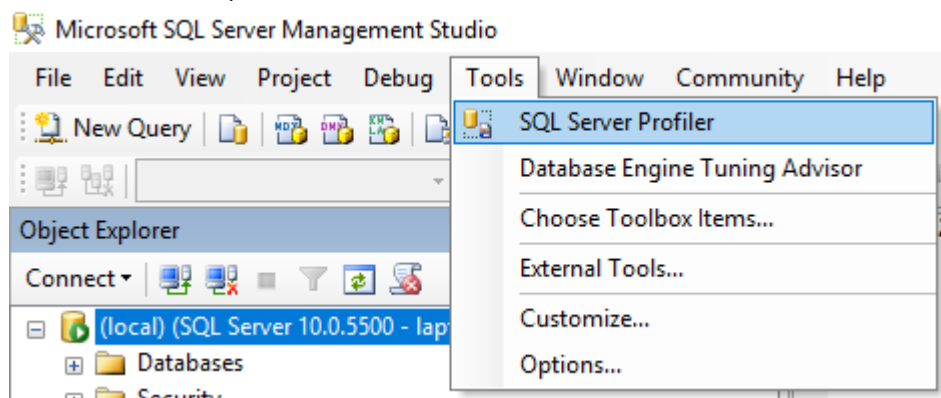 Microsoft SQL Server Management Studio
File Edit View Project Debug Tools Window Community Help
New Query
SQL Server Profiler
Database Engine Tuning Advisor
Choose Toolbox Items...
External Tools...
Customize...
Options...
Object Explorer
Connect
(local) (SQL Server 10.0.5500 - lap
Databases
Security